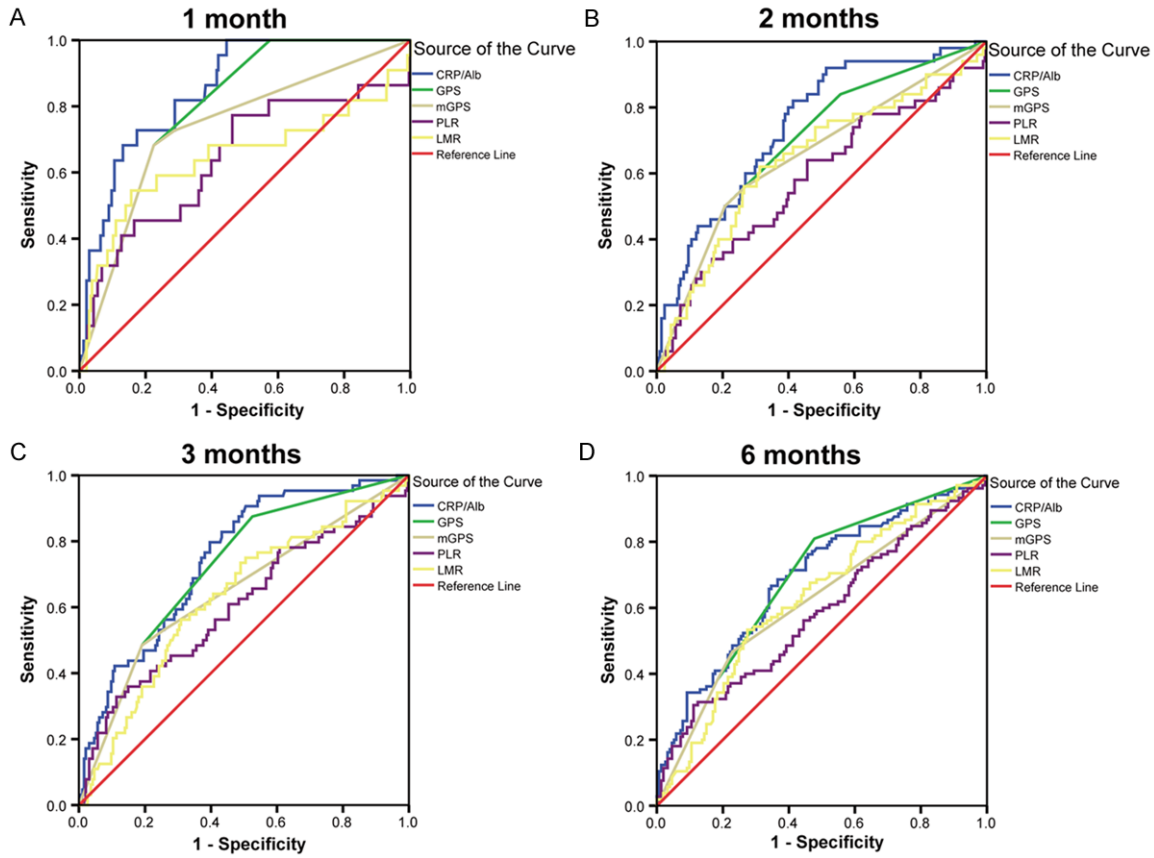 A
1 month
Sensitivity
1.0
0.8
0.6
0.4
0.2
0.0
0.0 0.2 0.4 0.6 0.8 1.0
1 - Specificity
Source of the Curve
CRP/Alb
GPS
mGPS
PLR
LMR
Reference Line
B
2 months
Sensitivity
1.0
0.8
0.6
0.4
0.2
0.0
0.0 0.2 0.4 0.6 0.8 1.0
1 - Specificity
Source of the Curve
CRP/Alb
GPS
mGPS
PLR
LMR
Reference Line
C
3 months
Sensitivity
1.0
0.8
0.6
0.4
0.2
0.0
0.0 0.2 0.4 0.6 0.8 1.0
1 - Specificity
Source of the Curve
CRP/Alb
GPS
mGPS
PLR
LMR
Reference Line
D
6 months
Sensitivity
1.0
0.8
0.6
0.4
0.2
0.0
0.0 0.2 0.4 0.6 0.8 1.0
1 - Specificity
Source of the Curve
CRP/Alb
GPS
mGPS
PLR
LMR
Reference Line